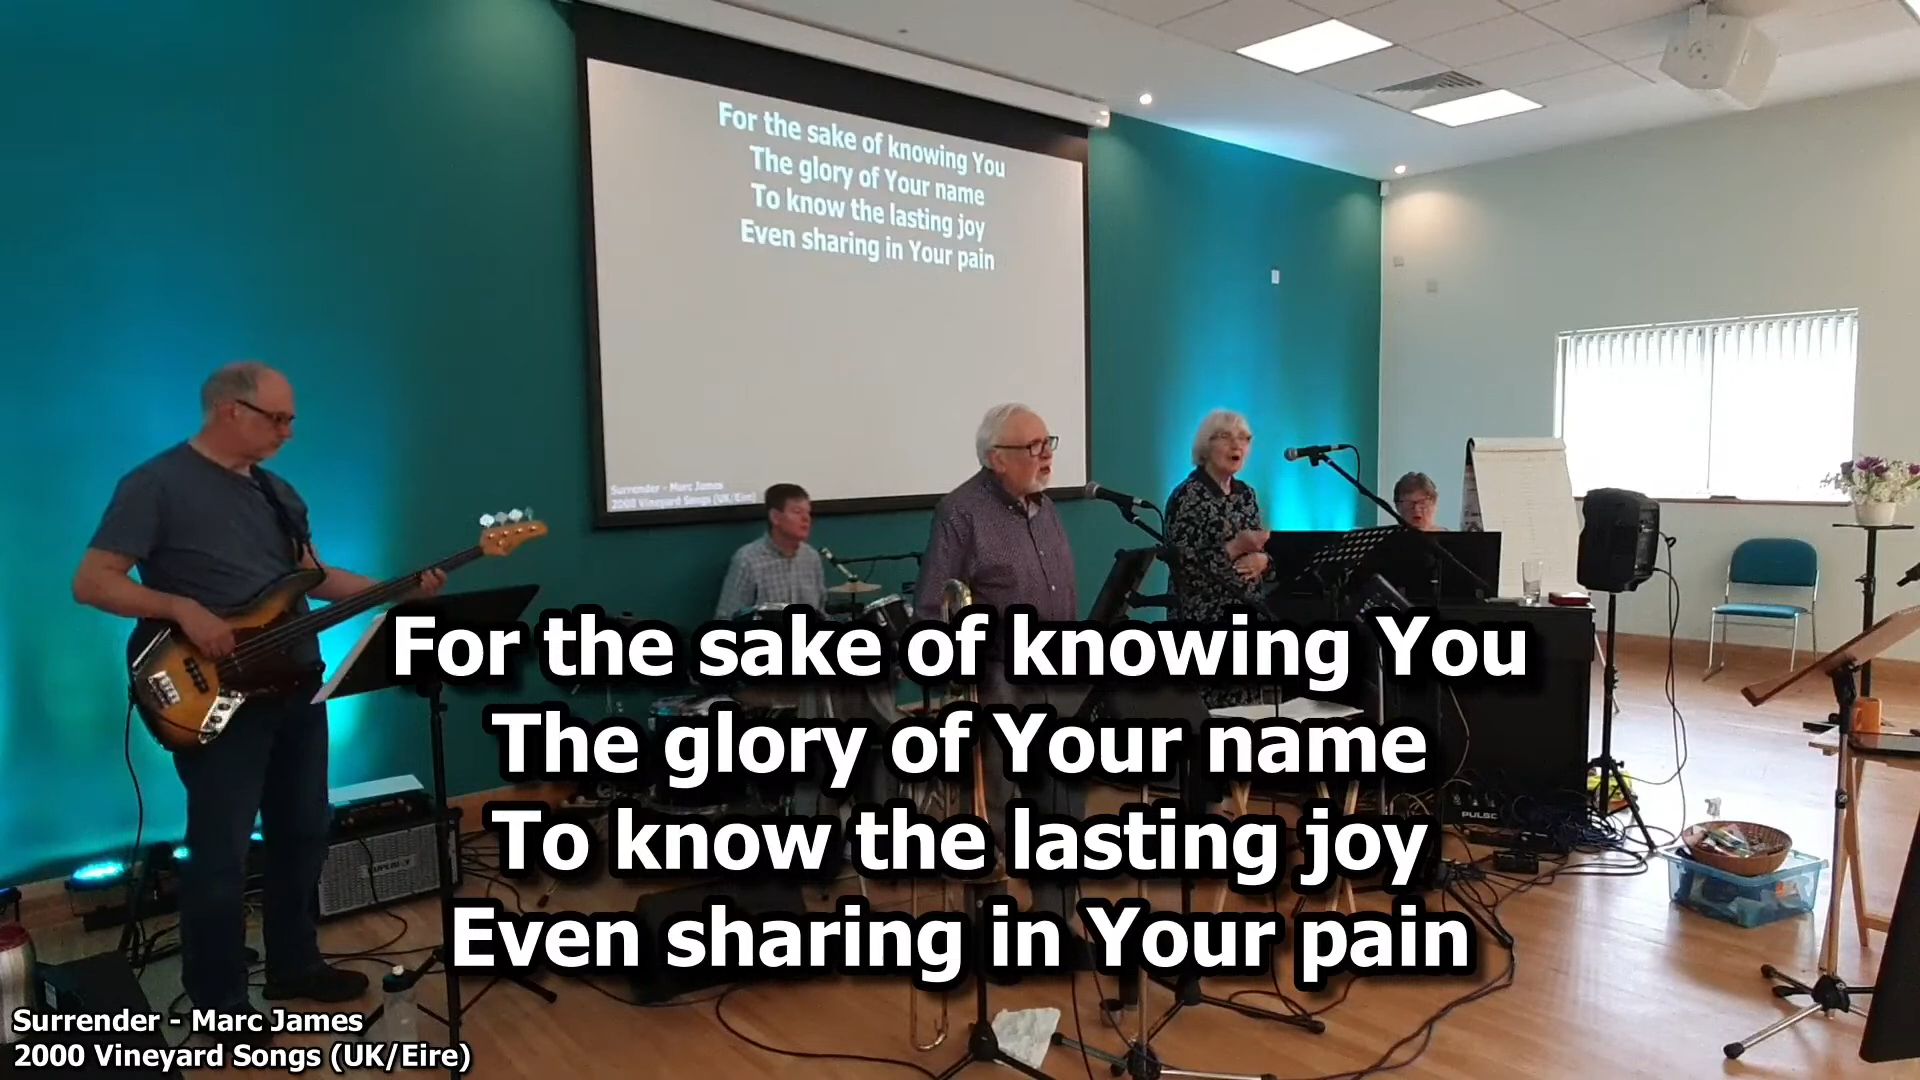 For the sake of knowing You
The glory of Your name
To know the lasting joy
Even sharing in Your pain
Surrender - Marc James
2000 Vineyard Songs (UK/Eire)
For the sake of knowing You
The glory of Your name
To know the lasting joy
Even sharing in Your pain
PULSE
Surrender - Marc James
2000 Vineyard Songs (UK/Eire)